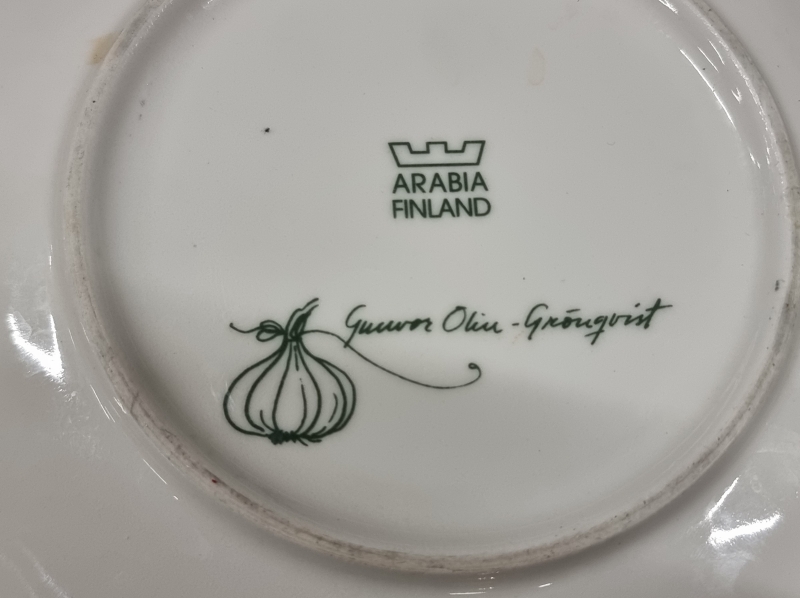 ARABIA
FINLAND
Gunvor Olin-Grönqvist